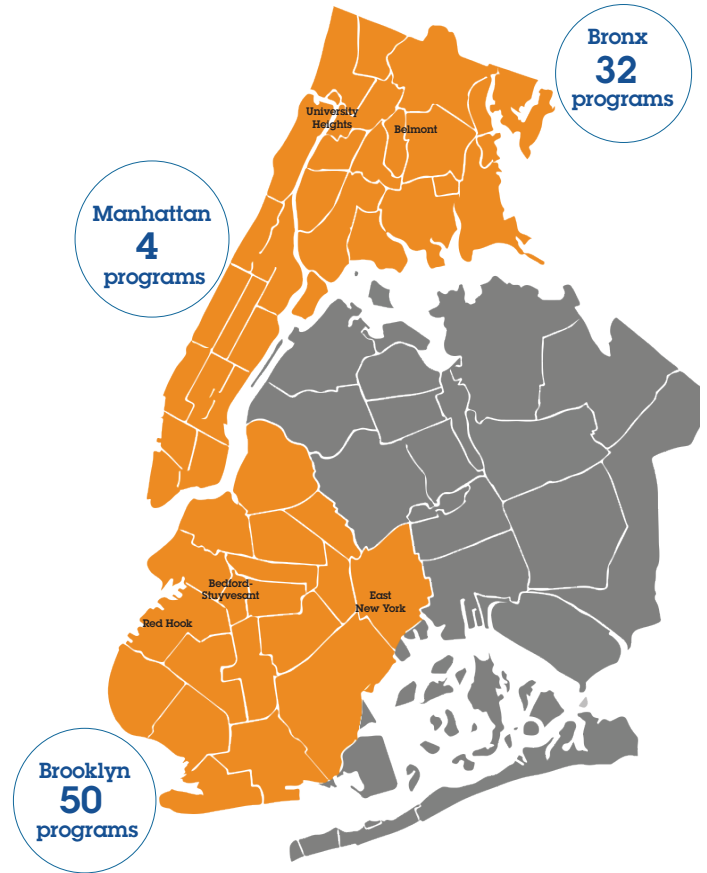 Bronx
32
programs
University
Heights
Belmont
Manhattan
4
programs
Bedford-
Stuyvesant
East
New York
Red Hook
Brooklyn
50
programs